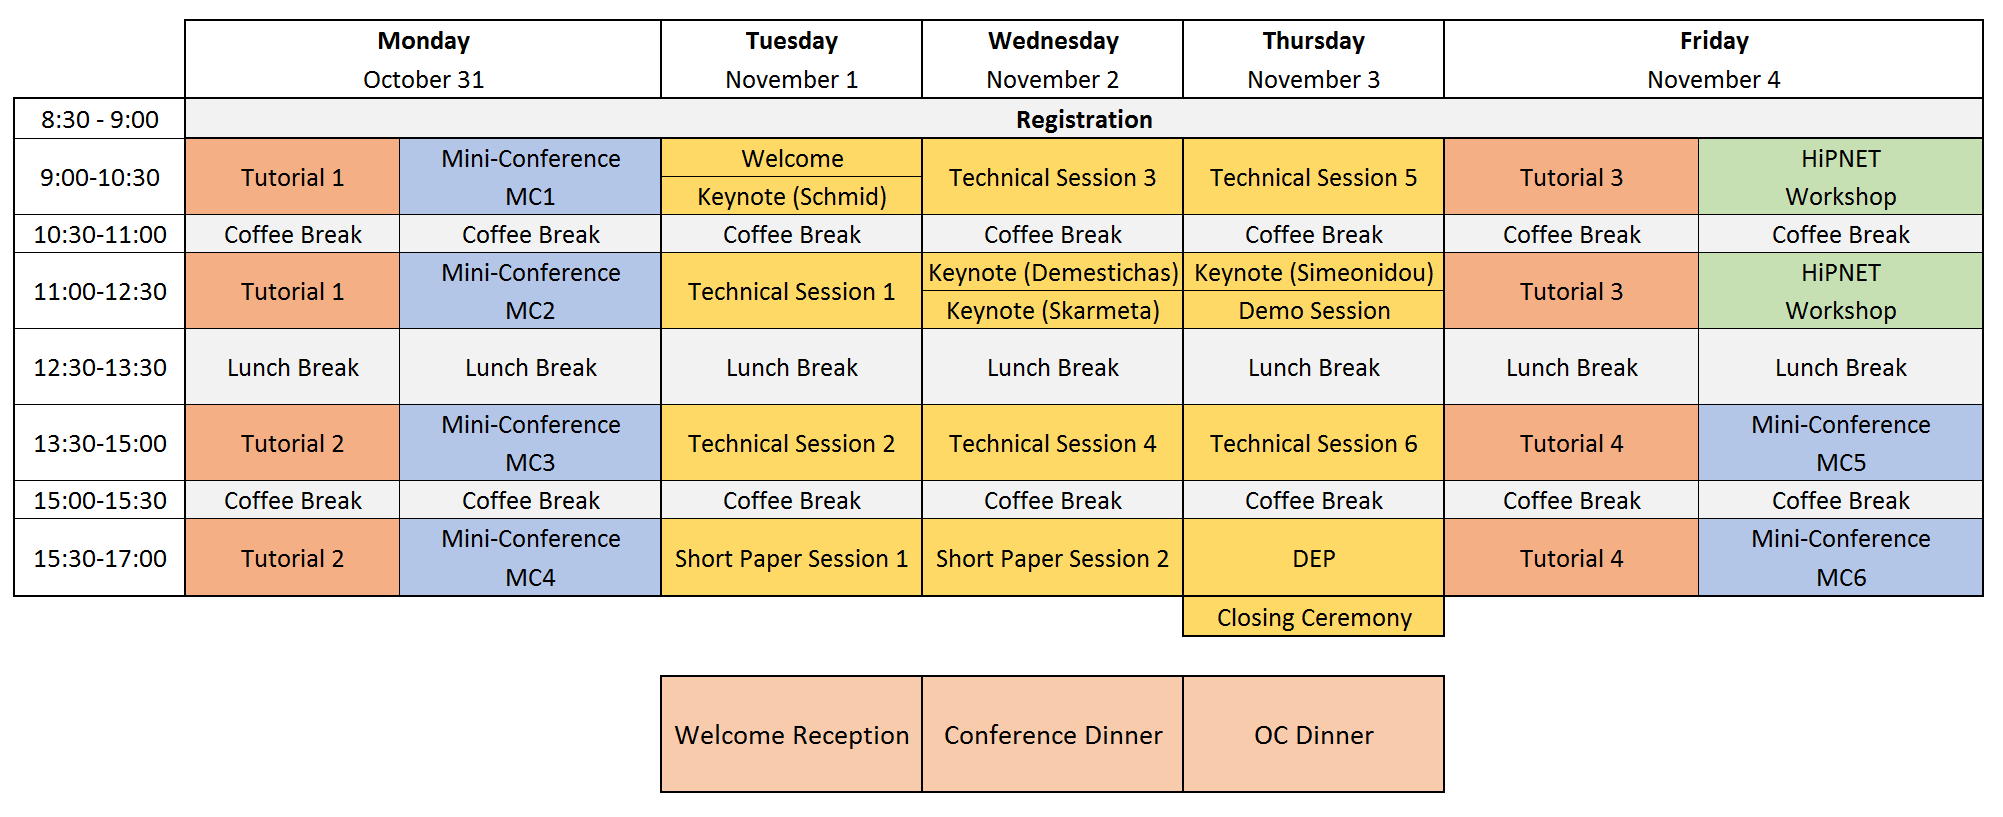 Monday Tuesday Wednesday Thursday Friday
October 31 November 1 November 2 November 3 November 4
8:30 - 9:00 Registration
9:00-10:30 Tutorial 1 Mini-Conference MC1 Welcome Keynote (Schmid) Technical Session 3 Technical Session 5 Tutorial 3 HiPNET Workshop
10:30-11:00 Coffee Break Coffee Break Coffee Break Coffee Break Coffee Break Coffee Break Coffee Break
11:00-12:30 Tutorial 1 Mini-Conference MC2 Technical Session 1 Keynote (Demestichas) Keynote (Skarmeta) Keynote (Simeonidou) Demo Session Tutorial 3 HiPNET Workshop
12:30-13:30 Lunch Break Lunch Break Lunch Break Lunch Break Lunch Break Lunch Break Lunch Break
13:30-15:00 Tutorial 2 Mini-Conference MC3 Technical Session 2 Technical Session 4 Technical Session 6 Tutorial 4 Mini-Conference MC5
15:00-15:30 Coffee Break Coffee Break Coffee Break Coffee Break Coffee Break Coffee Break Coffee Break
15:30-17:00 Tutorial 2 Mini-Conference MC4 Short Paper Session 1 Short Paper Session 2 DEP Tutorial 4 Mini-Conference MC6
Closing Ceremony
Welcome Reception Conference Dinner OC Dinner